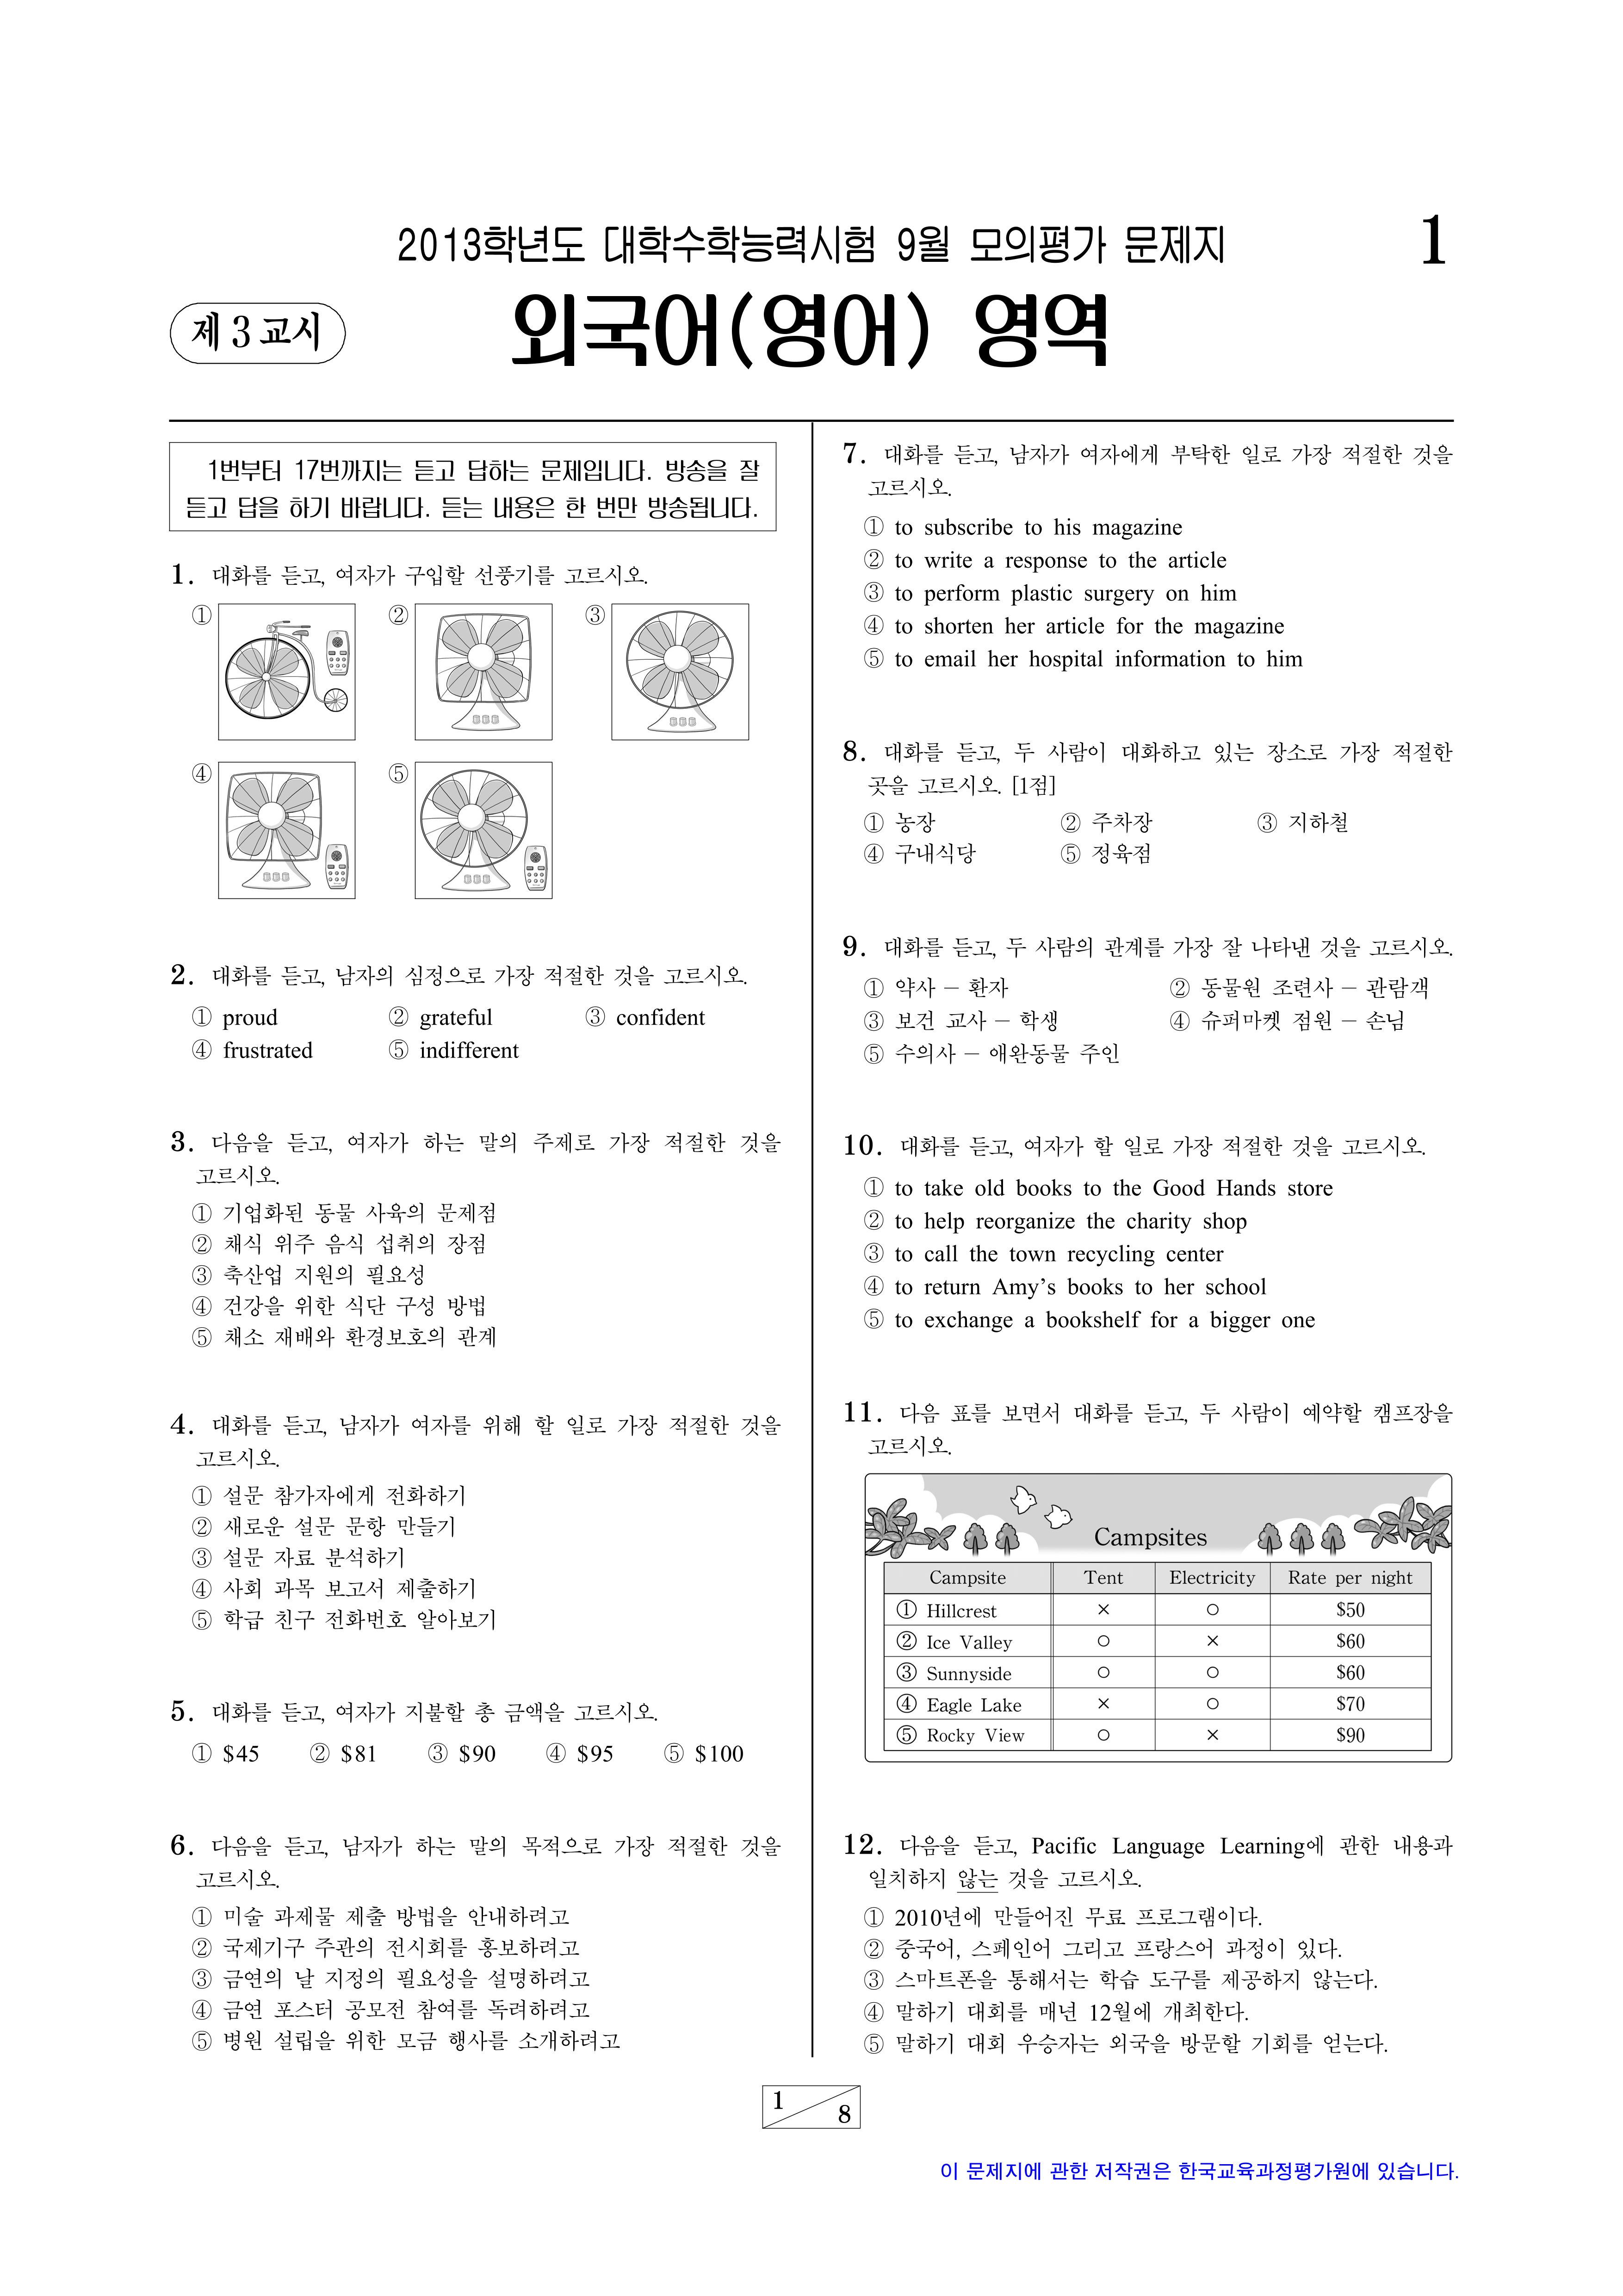 2013학년도 대학수학능력시험 9월 모의평가 문제지
1
제 3 교시
외국어(영어) 영역
1번부터 17번까지는 듣고 답하는 문제입니다. 방송을 잘
듣고 답을 하기 바랍니다. 듣는 내용은 한 번만 방송됩니다.
1. 대화를 듣고, 여자가 구입할 선풍기를 고르시오.
① ② ③
④ ⑤
2. 대화를 듣고, 남자의 심정으로 가장 적절한 것을 고르시오.
① proud ② grateful ③ confident
④ frustrated ⑤ indifferent
3. 다음을 듣고, 여자가 하는 말의 주제로 가장 적절한 것을
고르시오.
① 기업화된 동물 사육의 문제점
② 채식 위주 음식 섭취의 장점
③ 축산업 지원의 필요성
④ 건강을 위한 식단 구성 방법
⑤ 채소 재배와 환경보호의 관계
4. 대화를 듣고, 남자가 여자를 위해 할 일로 가장 적절한 것을
고르시오.
① 설문 참가자에게 전화하기
② 새로운 설문 문항 만들기
③ 설문 자료 분석하기
④ 사회 과목 보고서 제출하기
⑤ 학급 친구 전화번호 알아보기
5. 대화를 듣고, 여자가 지불할 총 금액을 고르시오.
① $45 ② $81 ③ $90 ④ $95 ⑤ $100
6. 다음을 듣고, 남자가 하는 말의 목적으로 가장 적절한 것을
고르시오.
① 미술 과제물 제출 방법을 안내하려고
② 국제기구 주관의 전시회를 홍보하려고
③ 금연의 날 지정의 필요성을 설명하려고
④ 금연 포스터 공모전 참여를 독려하려고
⑤ 병원 설립을 위한 모금 행사를 소개하려고
7. 대화를 듣고, 남자가 여자에게 부탁한 일로 가장 적절한 것을
고르시오.
① to subscribe to his magazine
② to write a response to the article
③ to perform plastic surgery on him
④ to shorten her article for the magazine
⑤ to email her hospital information to him
8. 대화를 듣고, 두 사람이 대화하고 있는 장소로 가장 적절한
곳을 고르시오. [1점]
① 농장 ② 주차장 ③ 지하철
④ 구내식당 ⑤ 정육점
9. 대화를 듣고, 두 사람의 관계를 가장 잘 나타낸 것을 고르시오.
① 약사 - 환자 ② 동물원 조련사 - 관람객
③ 보건 교사 - 학생 ④ 슈퍼마켓 점원 - 손님
⑤ 수의사 - 애완동물 주인
10. 대화를 듣고, 여자가 할 일로 가장 적절한 것을 고르시오.
① to take old books to the Good Hands store
② to help reorganize the charity shop
③ to call the town recycling center
④ to return Amy's books to her school
⑤ to exchange a bookshelf for a bigger one
11. 다음 표를 보면서 대화를 듣고, 두 사람이 예약할 캠프장을
고르시오.
Campsites
Campsite Tent Electricity Rate per night
① Hillcrest × ○ $50
② Ice Valley ○ × $60
③ Sunnyside ○ ○ $60
④ Eagle Lake × ○ $70
⑤ Rocky View ○ × $90
12. 다음을 듣고, Pacific Language Learning에 관한 내용과
일치하지 않는 것을 고르시오.
① 2010년에 만들어진 무료 프로그램이다.
② 중국어, 스페인어 그리고 프랑스어 과정이 있다.
③ 스마트폰을 통해서는 학습 도구를 제공하지 않는다.
④ 말하기 대회를 매년 12월에 개최한다.
⑤ 말하기 대회 우승자는 외국을 방문할 기회를 얻는다.
1
8
이 문제지에 관한 저작권은 한국교육과정평가원에 있습니다.